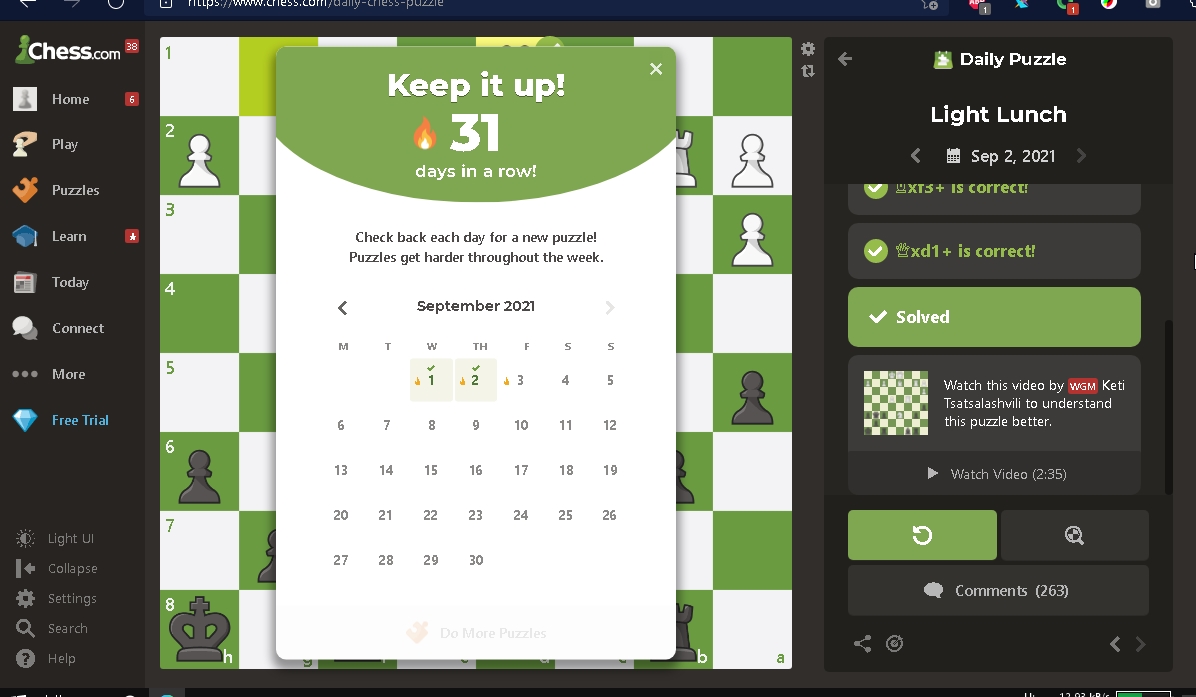 https://www.chess.com/daily-chess-puzzle
1
1
Chess.com
38
Home
6
Play
Puzzles
Learn
Today
Connect
More
Free Trial
Light UI
Collapse
Settings
Search
Help
1
2
3
4
5
6
7
8
h
b
a
Keep it up!
31
days in a row!
Check back each day for a new puzzle!
Puzzles get harder throughout the week.
September 2021
M T W TH F S S
1 2 3 4 5
6 7 8 9 10 11 12
13 14 15 16 17 18 19
20 21 22 23 24 25 26
27 28 29 30
Do More Puzzles
Daily Puzzle
Light Lunch
Sep 2, 2021
♖xf3+ is correct!
♕xd1+ is correct!
Solved
Watch this video by WGM Keti
Tsatsalashvili to understand
this puzzle better.
Watch Video (2:35)
Comments (263)
12.93 kB/s